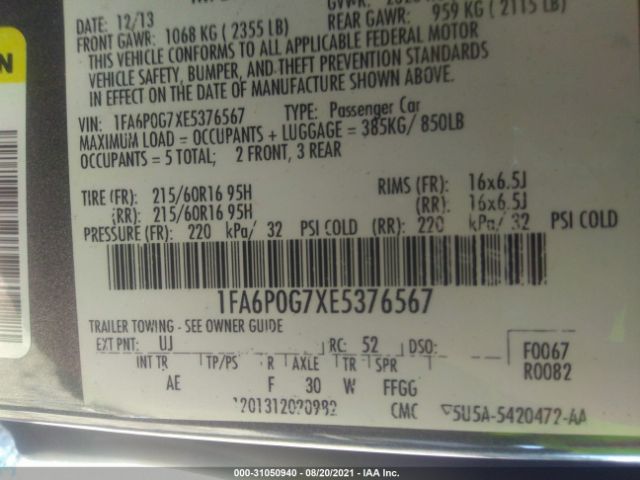 DATE: 12/13
FRONT GAWR: 1068 KG ( 2355 LB)
REAR GAWR: 959 KG ( 2115 LB)
THIS VEHICLE CONFORMS TO ALL APPLICABLE FEDERAL MOTOR
VEHICLE SAFETY, BUMPER, AND THEFT PREVENTION STANDARDS
IN EFFECT ON THE DATE OF MANUFACTURE SHOWN ABOVE.
VIN: 1FA6P0G7XE5376567 TYPE: Passenger Car
MAXIMUM LOAD = OCCUPANTS + LUGGAGE = 385KG/ 850LB
OCCUPANTS = 5 TOTAL; 2 FRONT, 3 REAR
TIRE (FR): 215/60R16 95H RIMS (FR): 16x6.5J
(RR): 215/60R16 95H (RR): 16x6.5J
PRESSURE (FR): 220 kPa/ 32 PSI COLD (RR): 220 kPa/ 32 PSI COLD
1FA6P0G7XE5376567
TRAILER TOWING - SEE OWNER GUIDE
EXT PNT: UJ RC: 52 DSO: F0067
INT TR TP/PS R AXLE TR SPR R0082
AE F 30 W FFGG
CMC 5U5A-5420472-AA
000-31050940 - 08/20/2021 - IAA Inc.